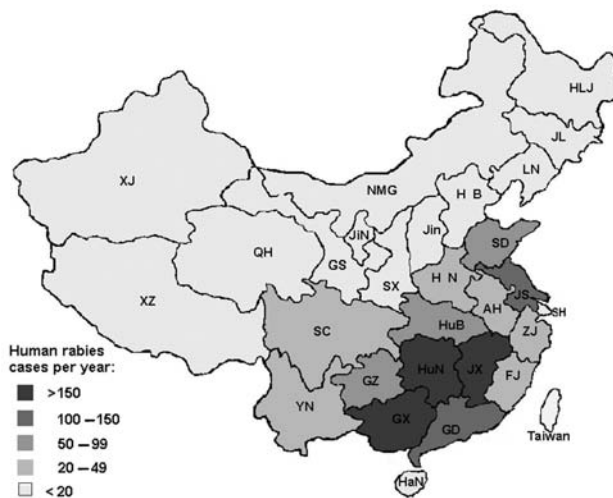 HLJ
JL
LN
XJ
NMG
H B
JiN
Jin
SD
QH
GS
SX
H N
JS
XZ
AH
SH
SC
HuB
ZJ
Human rabies
cases per year:
>150
100 – 150
50 – 99
20 – 49
< 20
HuN
JX
GZ
FJ
YN
GX
GD
Taiwan
HaN